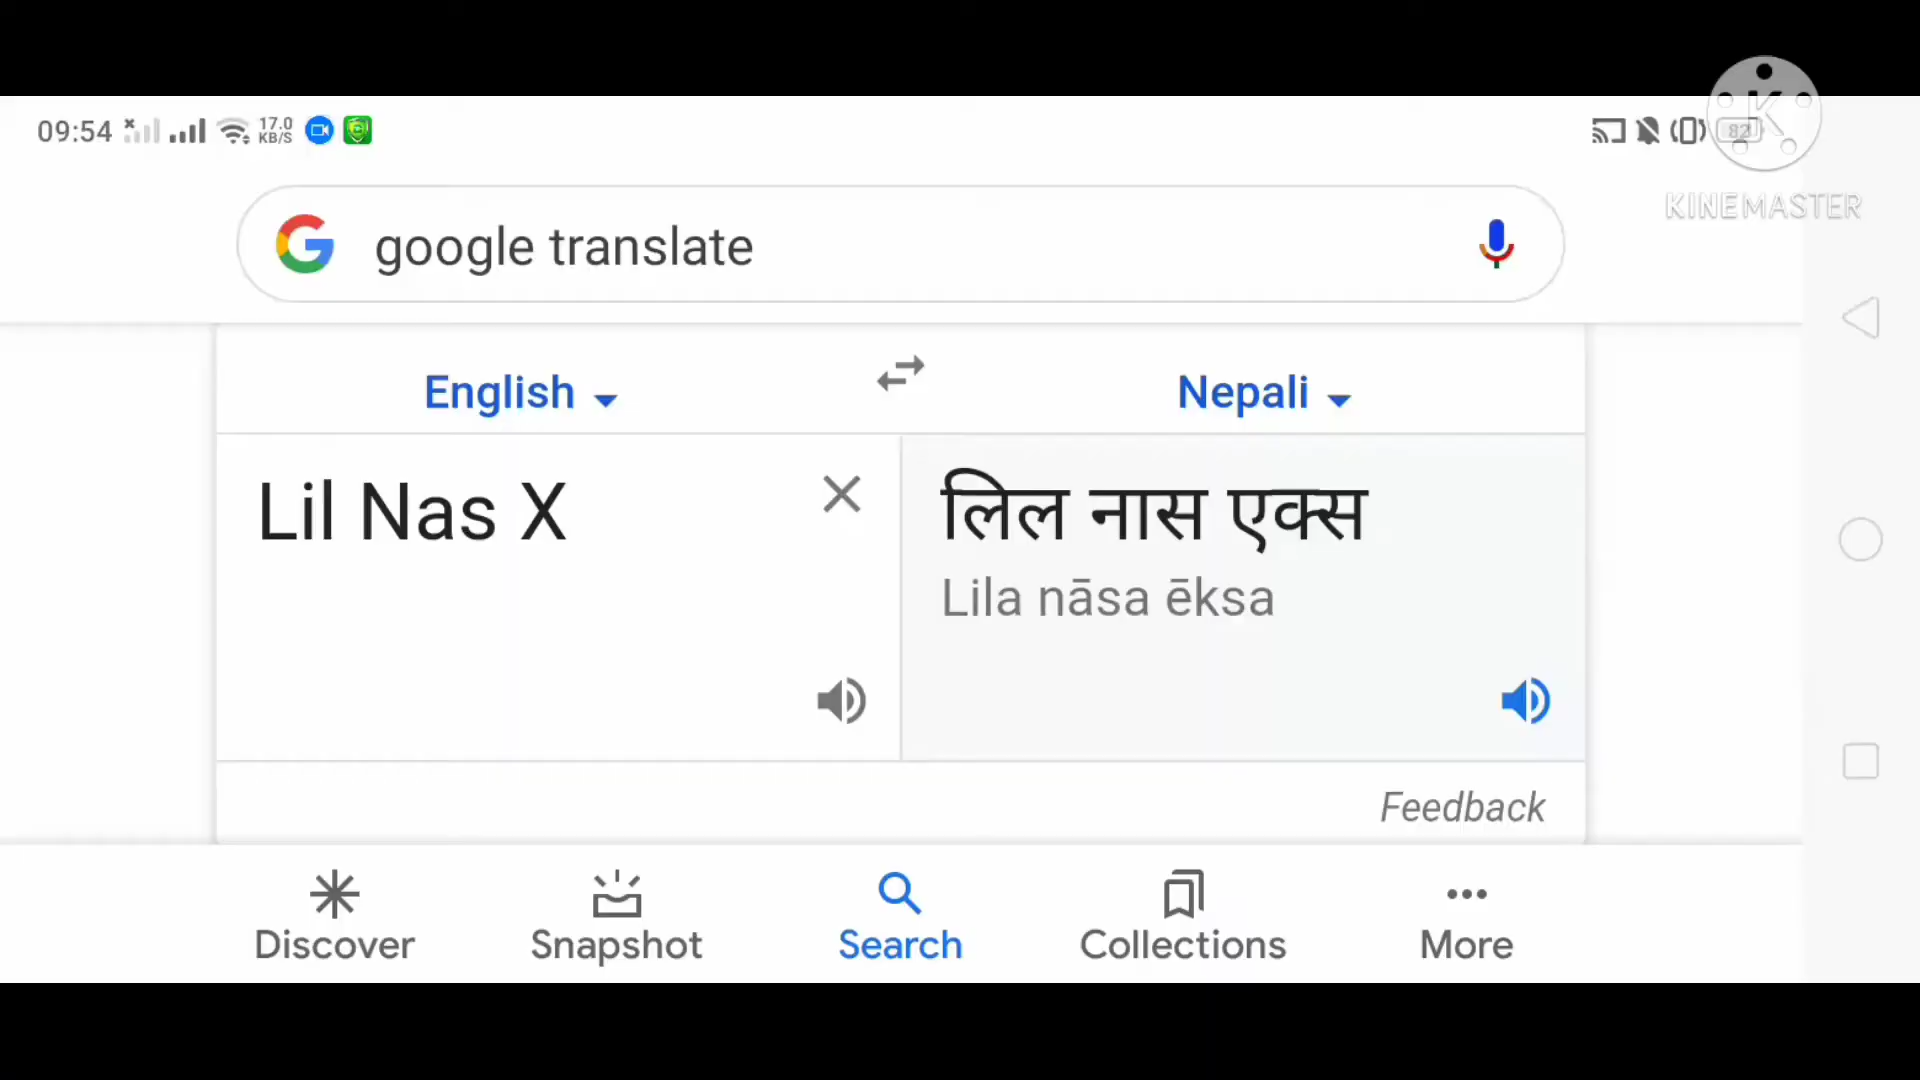 09:54 17.0 KB/S 82
KINEMASTER
google translate
English Nepali
Lil Nas X
लिल नास एक्स
Lila nāsa ēksa
Feedback
Discover Snapshot Search Collections More